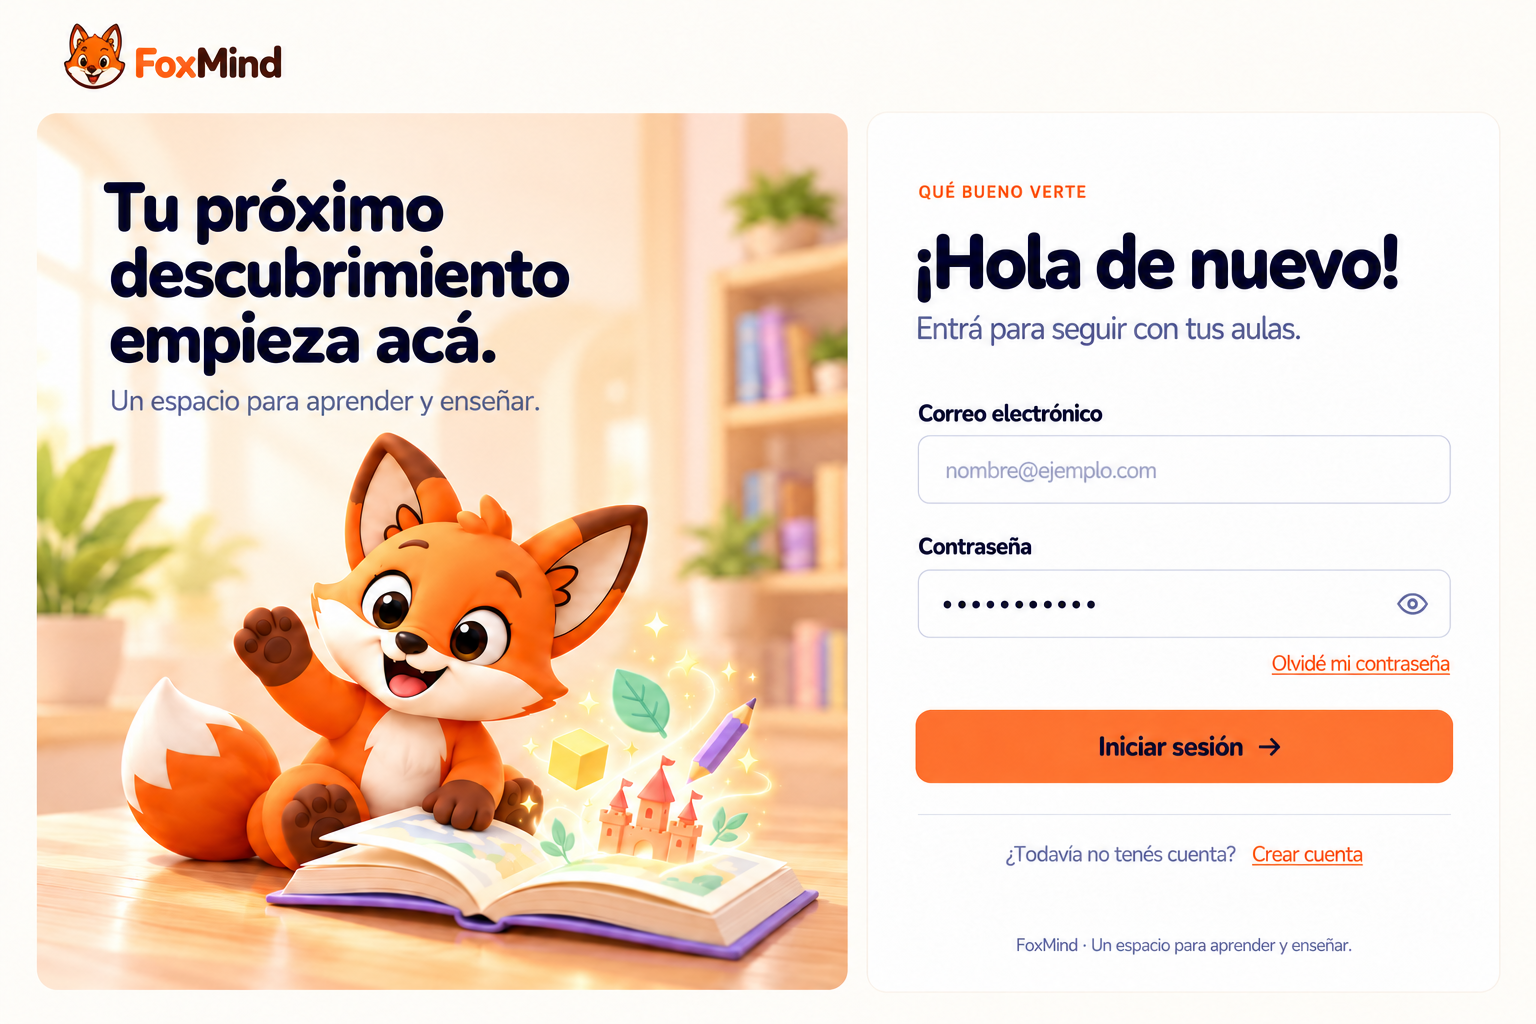 FoxMind
Tu próximo
descubrimiento
empieza acá.
Un espacio para aprender y enseñar.
QUÉ BUENO VERTE
¡Hola de nuevo!
Entrá para seguir con tus aulas.
Correo electrónico
nombre@ejemplo.com
Contraseña
•••••••••••
Olvidé mi contraseña
Iniciar sesión →
¿Todavía no tenés cuenta? Crear cuenta
FoxMind · Un espacio para aprender y enseñar.